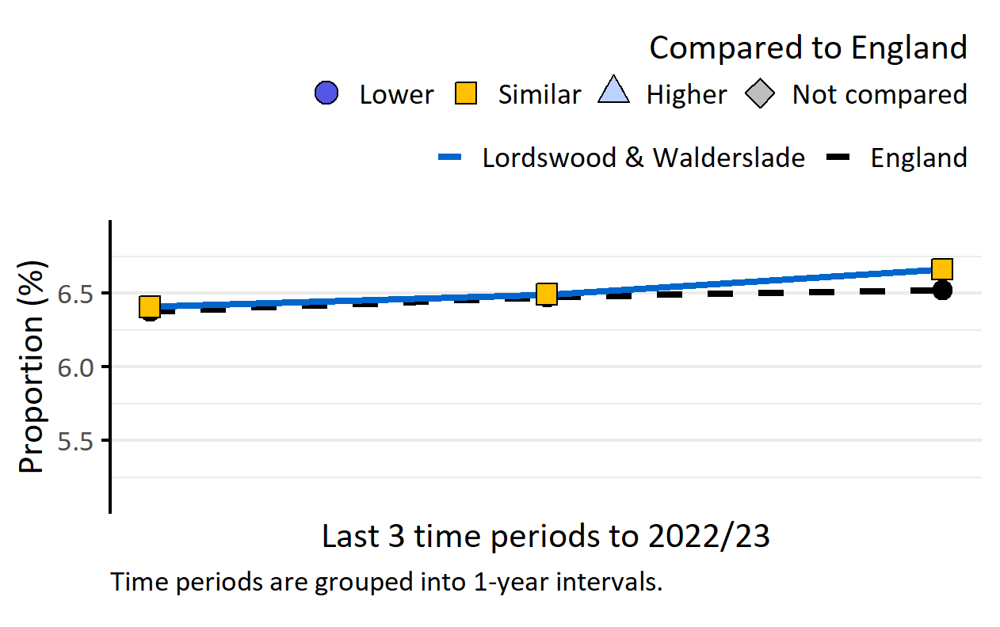 Compared to England
Lower Similar Higher Not compared
Lordswood & Walderslade England
Proportion (%)
6.5
6.0
5.5
Last 3 time periods to 2022/23
Time periods are grouped into 1-year intervals.